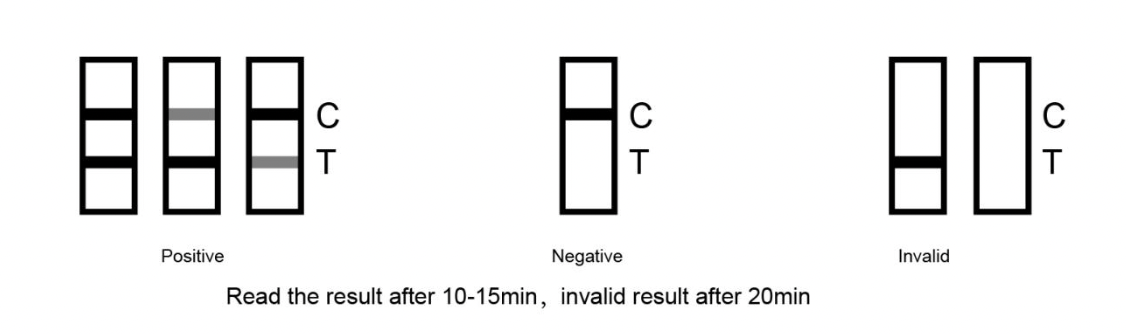 C C C
T T T
Positive Negative Invalid
Read the result after 10-15min, invalid result after 20min